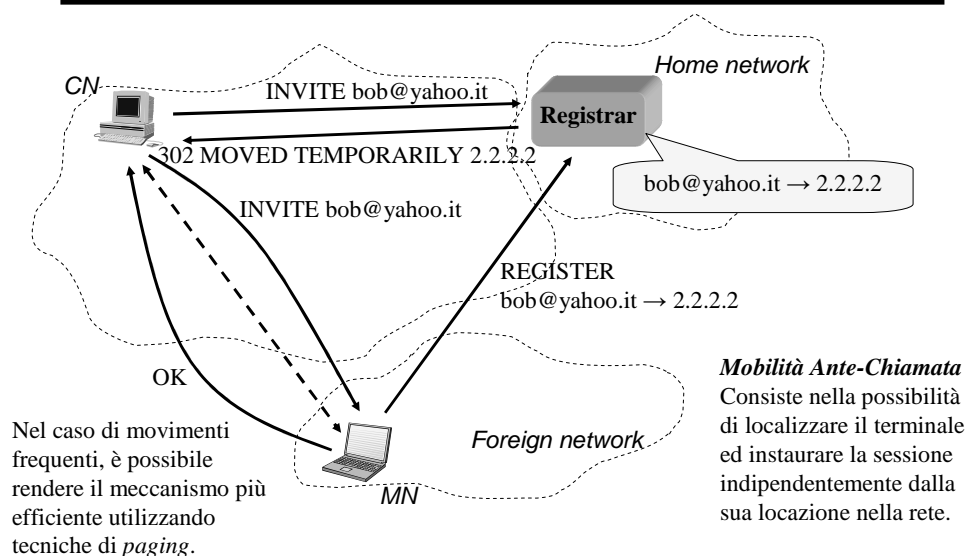 CN
Home network
INVITE bob@yahoo.it
Registrar
302 MOVED TEMPORARILY 2.2.2.2
bob@yahoo.it → 2.2.2.2
INVITE bob@yahoo.it
REGISTER
bob@yahoo.it → 2.2.2.2
OK
Foreign network
MN
Nel caso di movimenti
frequenti, è possibile
rendere il meccanismo più
efficiente utilizzando
tecniche di paging.
Mobilità Ante-Chiamata
Consiste nella possibilità
di localizzare il terminale
ed instaurare la sessione
indipendentemente dalla
sua locazione nella rete.